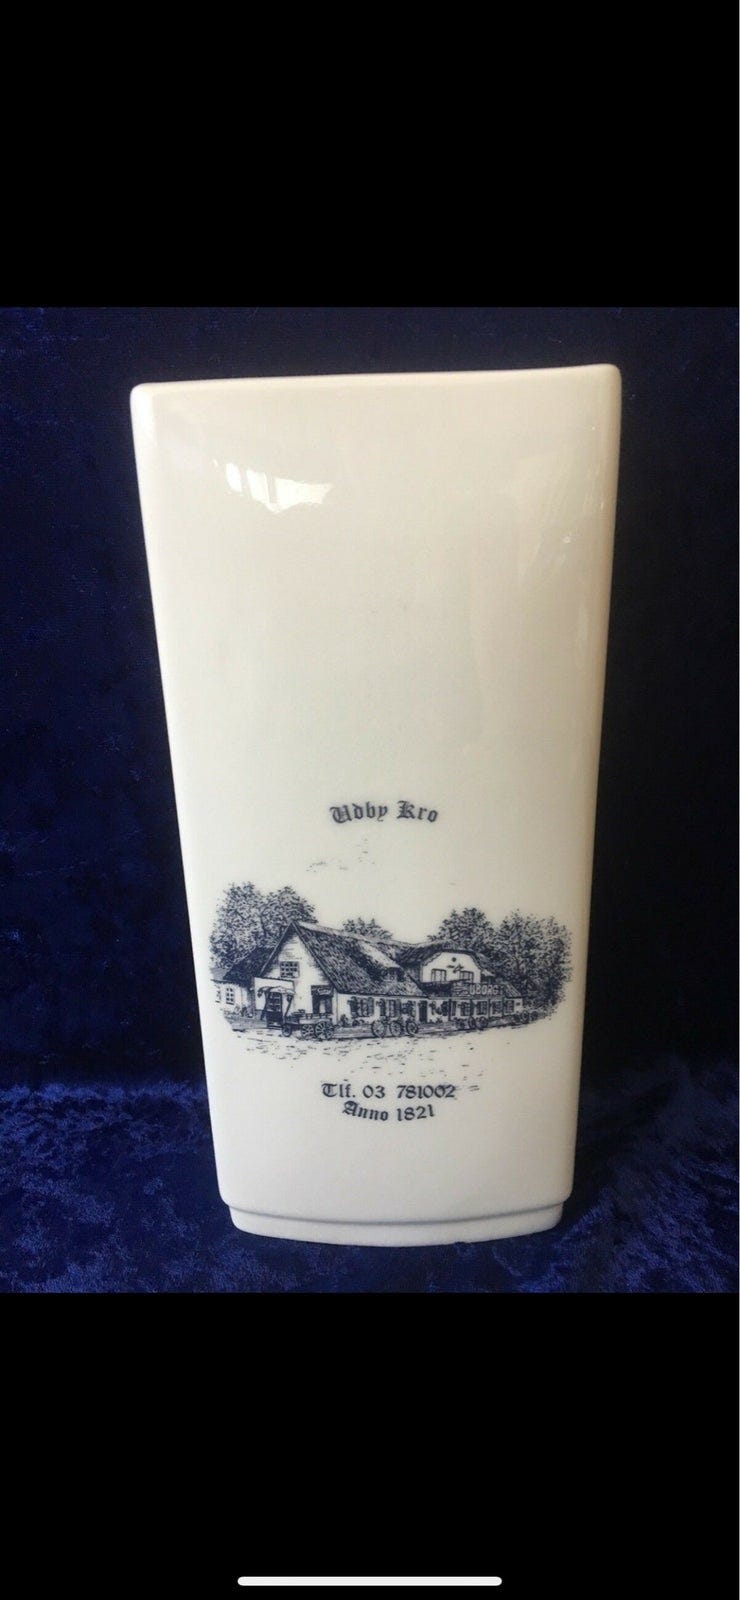 Udby Kro
Tlf. 03 781002
Anno 1821